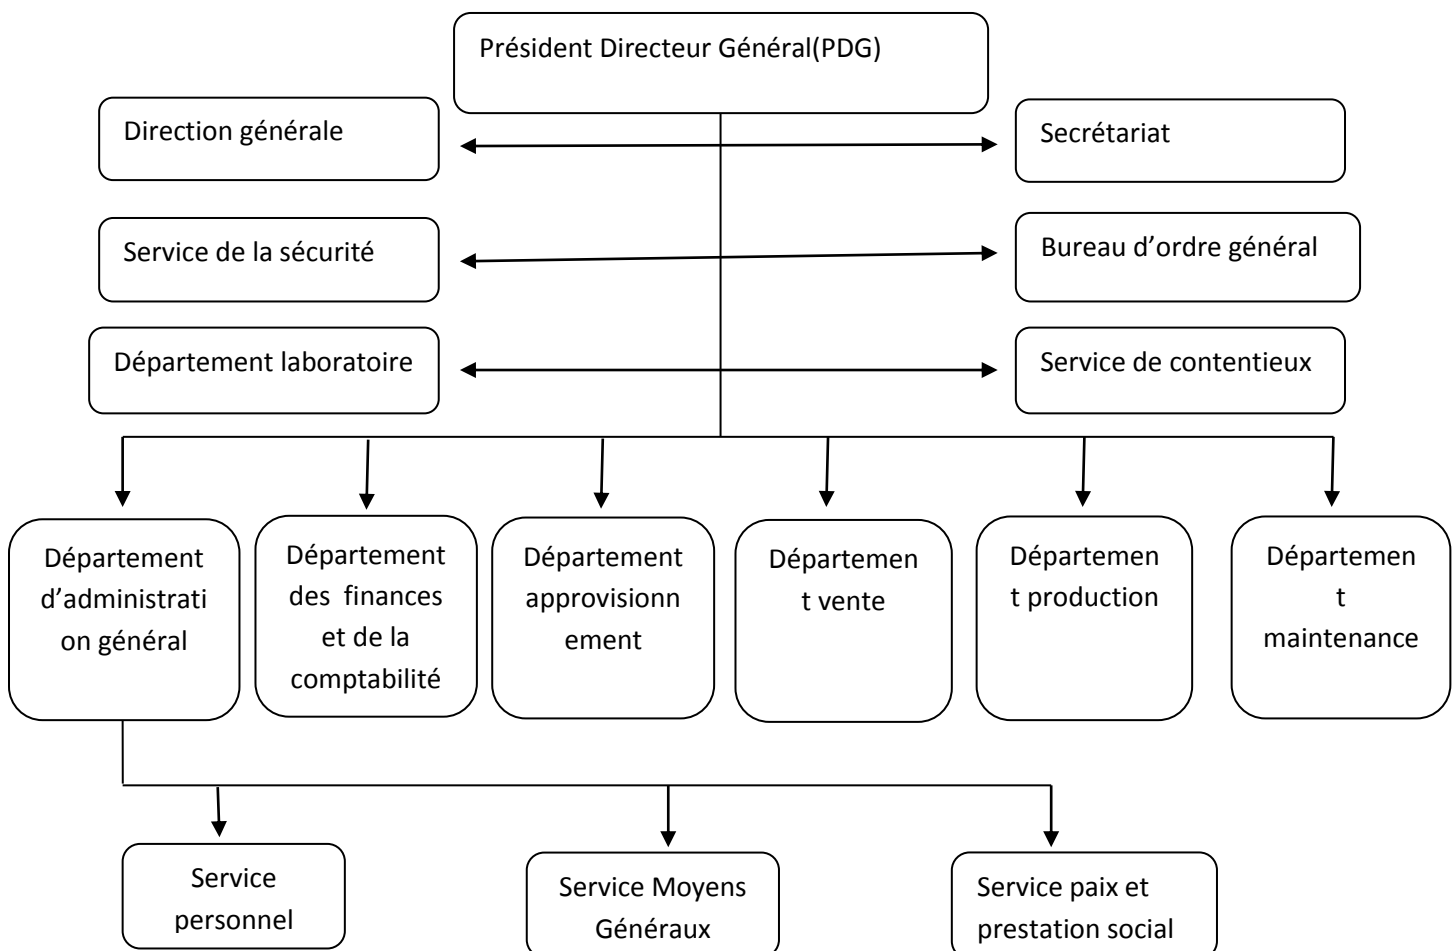 Président Directeur Général(PDG)
Direction générale
Secrétariat
Service de la sécurité
Bureau d’ordre général
Département laboratoire
Service de contentieux
Département
d’administrati
on général
Département
des  finances
et de la
comptabilité
Département
approvisionn
ement
Départemen
t vente
Départemen
t production
Départemen
t
maintenance
Service
personnel
Service Moyens
Généraux
Service paix et
prestation social